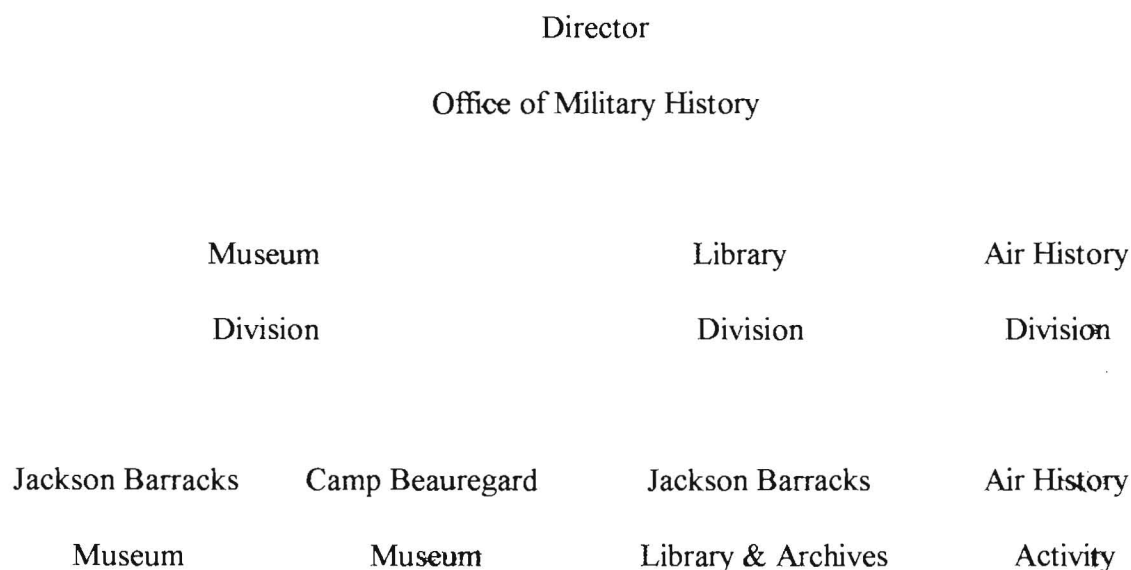 Director
Office of Military History
Museum Library Air History
Division Division Division
Jackson Barracks Camp Beauregard Jackson Barracks Air History
Museum Museum Library & Archives Activity